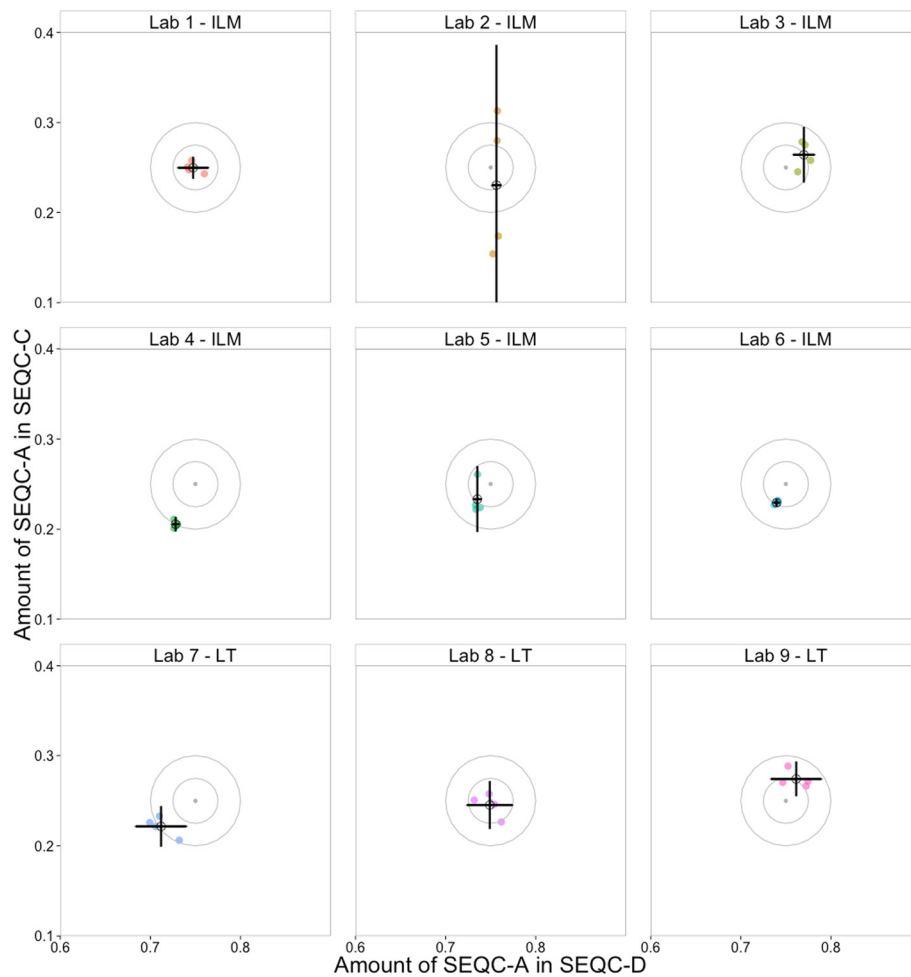 Lab 1 - ILM
Lab 2 - ILM
Lab 3 - ILM
0.4
0.3
0.2
0.1
Lab 4 - ILM
Lab 5 - ILM
Lab 6 - ILM
0.4
0.3
0.2
0.1
Amount of SEQC-A in SEQC-C
Lab 7 - LT
Lab 8 - LT
Lab 9 - LT
0.4
0.3
0.2
0.1
0.6 0.7 0.8
0.6 0.7 0.8
0.6 0.7 0.8
Amount of SEQC-A in SEQC-D